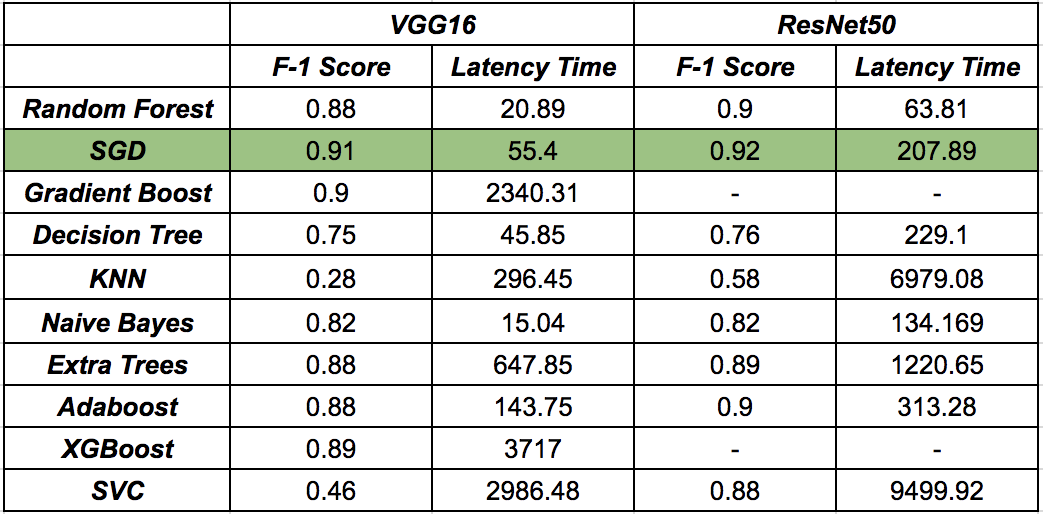 VGG16 ResNet50
F-1 Score Latency Time F-1 Score Latency Time
Random Forest 0.88 20.89 0.9 63.81
SGD 0.91 55.4 0.92 207.89
Gradient Boost 0.9 2340.31 - -
Decision Tree 0.75 45.85 0.76 229.1
KNN 0.28 296.45 0.58 6979.08
Naive Bayes 0.82 15.04 0.82 134.169
Extra Trees 0.88 647.85 0.89 1220.65
Adaboost 0.88 143.75 0.9 313.28
XGBoost 0.89 3717 - -
SVC 0.46 2986.48 0.88 9499.92